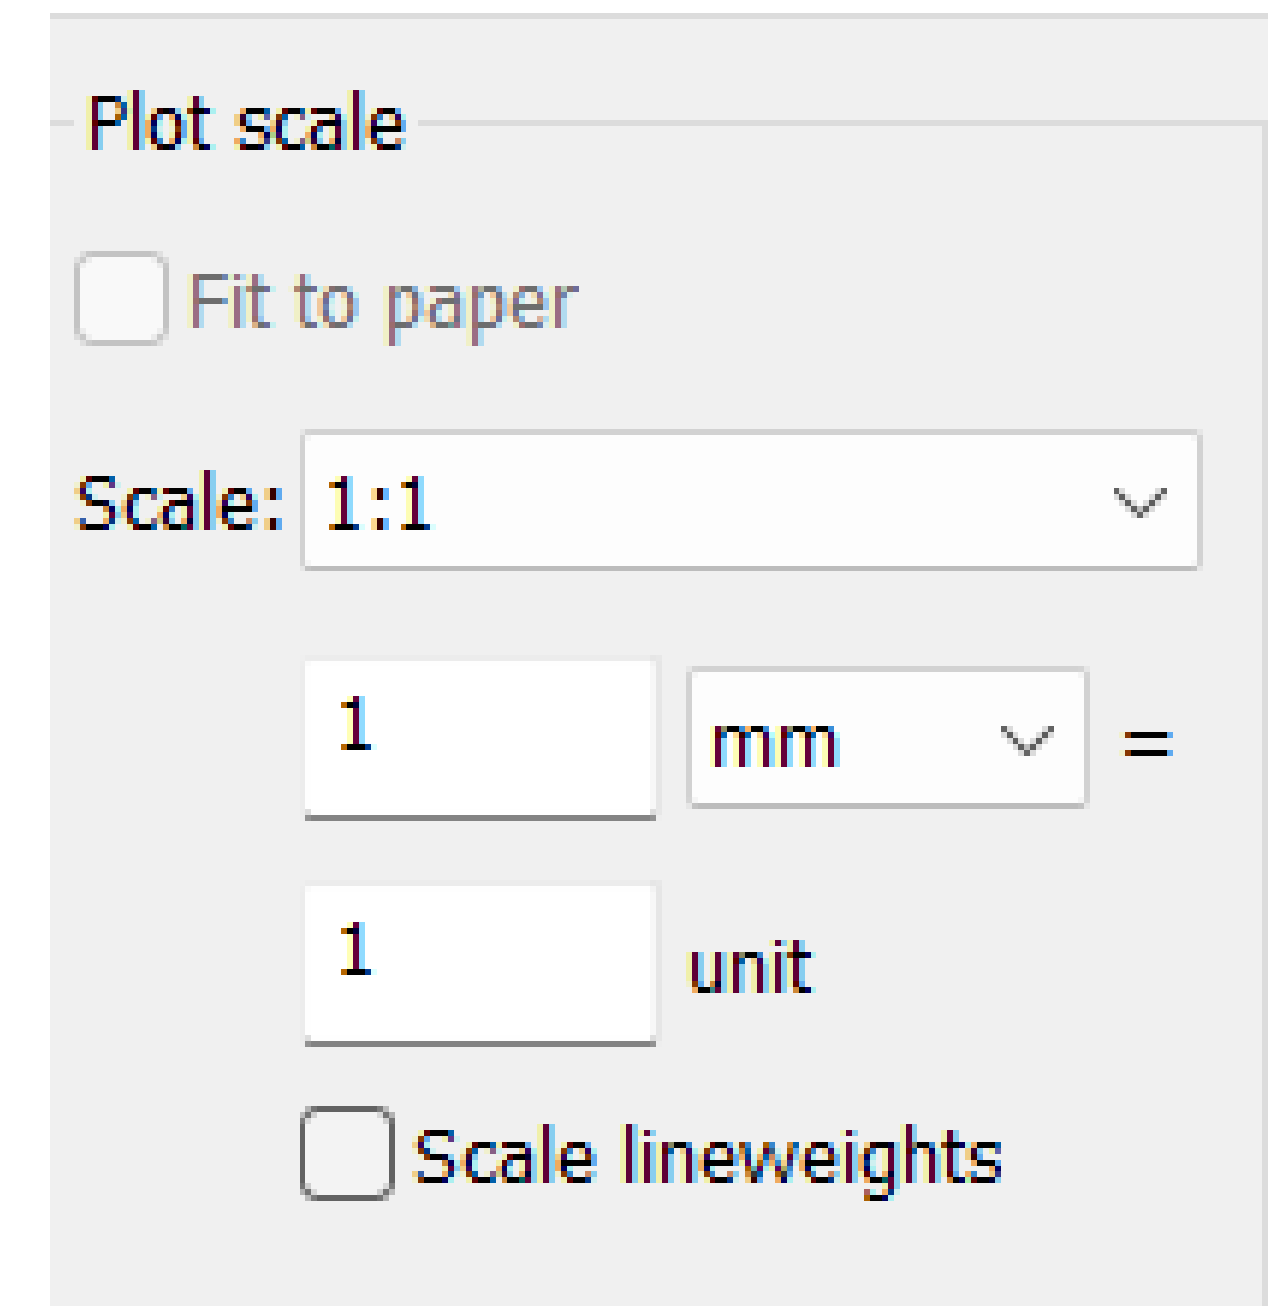 Plot scale
Fit to paper
Scale: 1:1
1 mm =
1 unit
Scale lineweights